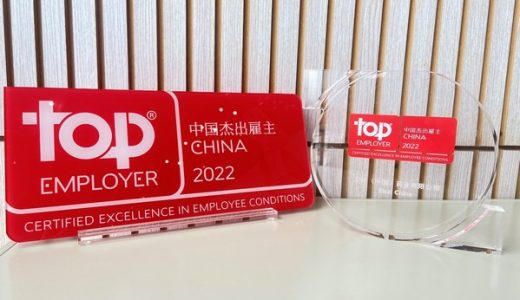 top®
EMPLOYER
中国杰出雇主
CHINA
2022
CERTIFIED EXCELLENCE IN EMPLOYEE CONDITIONS
top
EMPLOYER
中国杰出雇主
CHINA
2022
CERTIFIED EXCELLENCE IN EMPLOYEE CONDITIONS
China